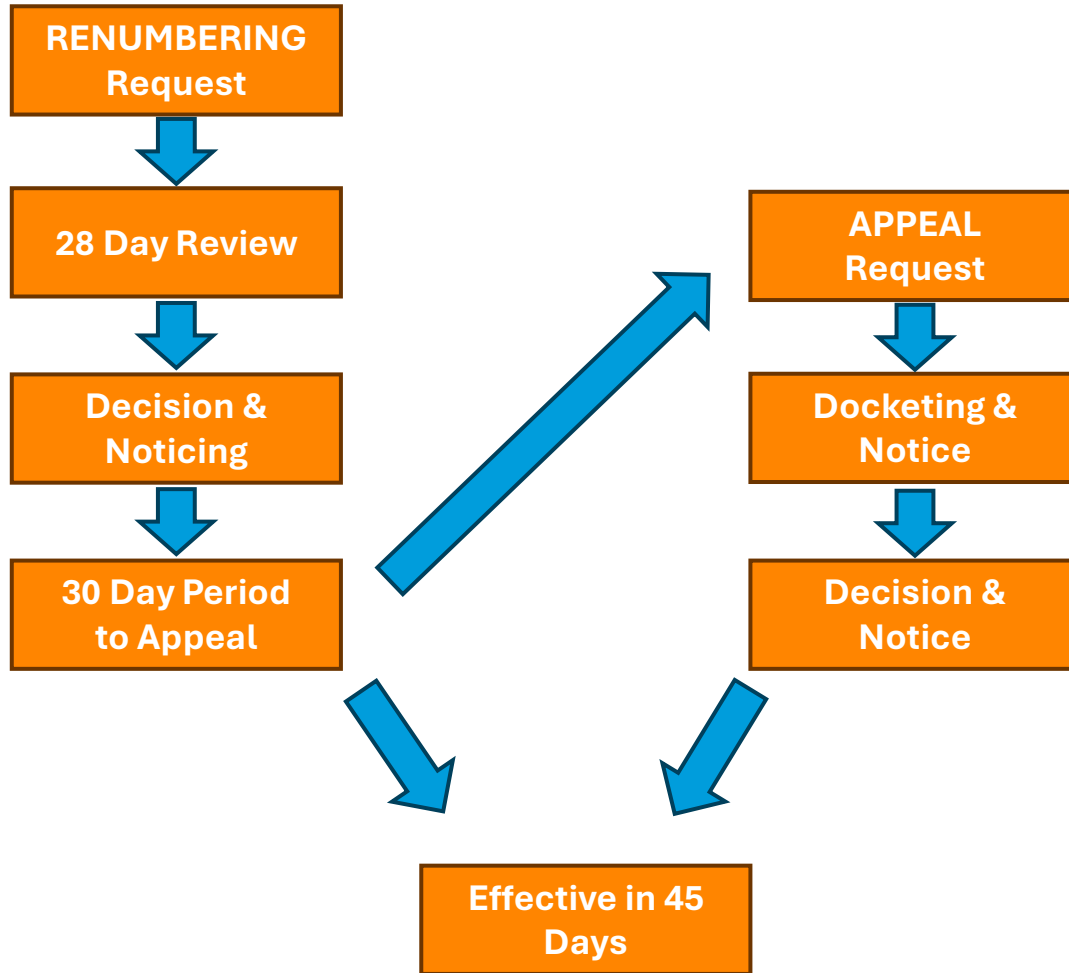 RENUMBERING
Request
28 Day Review
Decision &
Noticing
30 Day Period
to Appeal
APPEAL
Request
Docketing &
Notice
Decision &
Notice
Effective in 45
Days